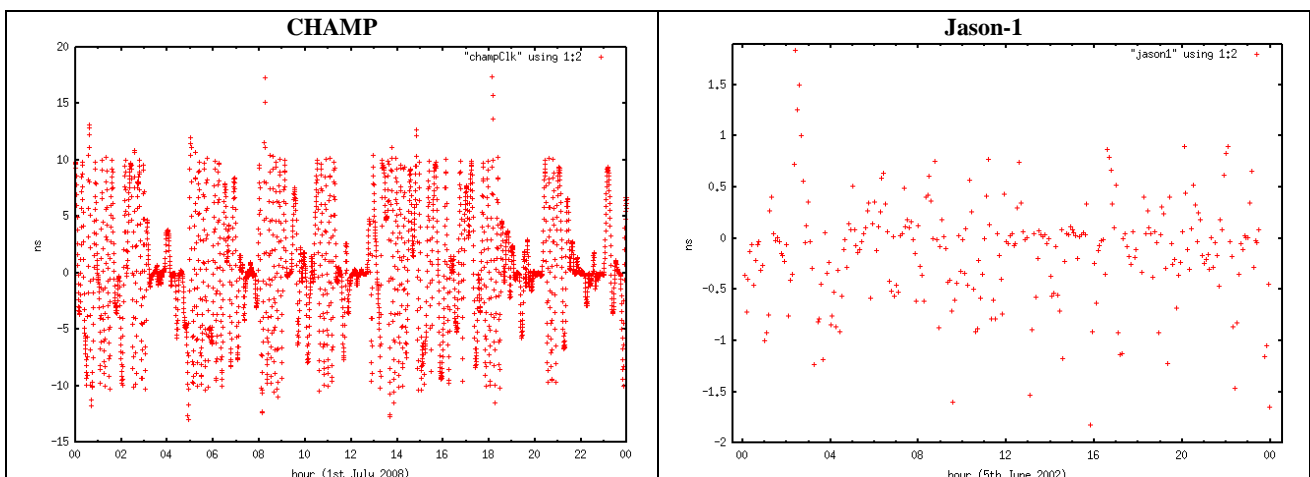 CHAMP
"champClk" using 1:2
20
15
10
5
0
-5
-10
-15
ns
00 02 04 06 08 10 12 14 16 18 20 22 00
hour (1st July 2008)
Jason-1
"jason1" using 1:2
1.5
1
0.5
0
-0.5
-1
-1.5
-2
ns
00 04 08 12 16 20 00
hour (5th June 2002)